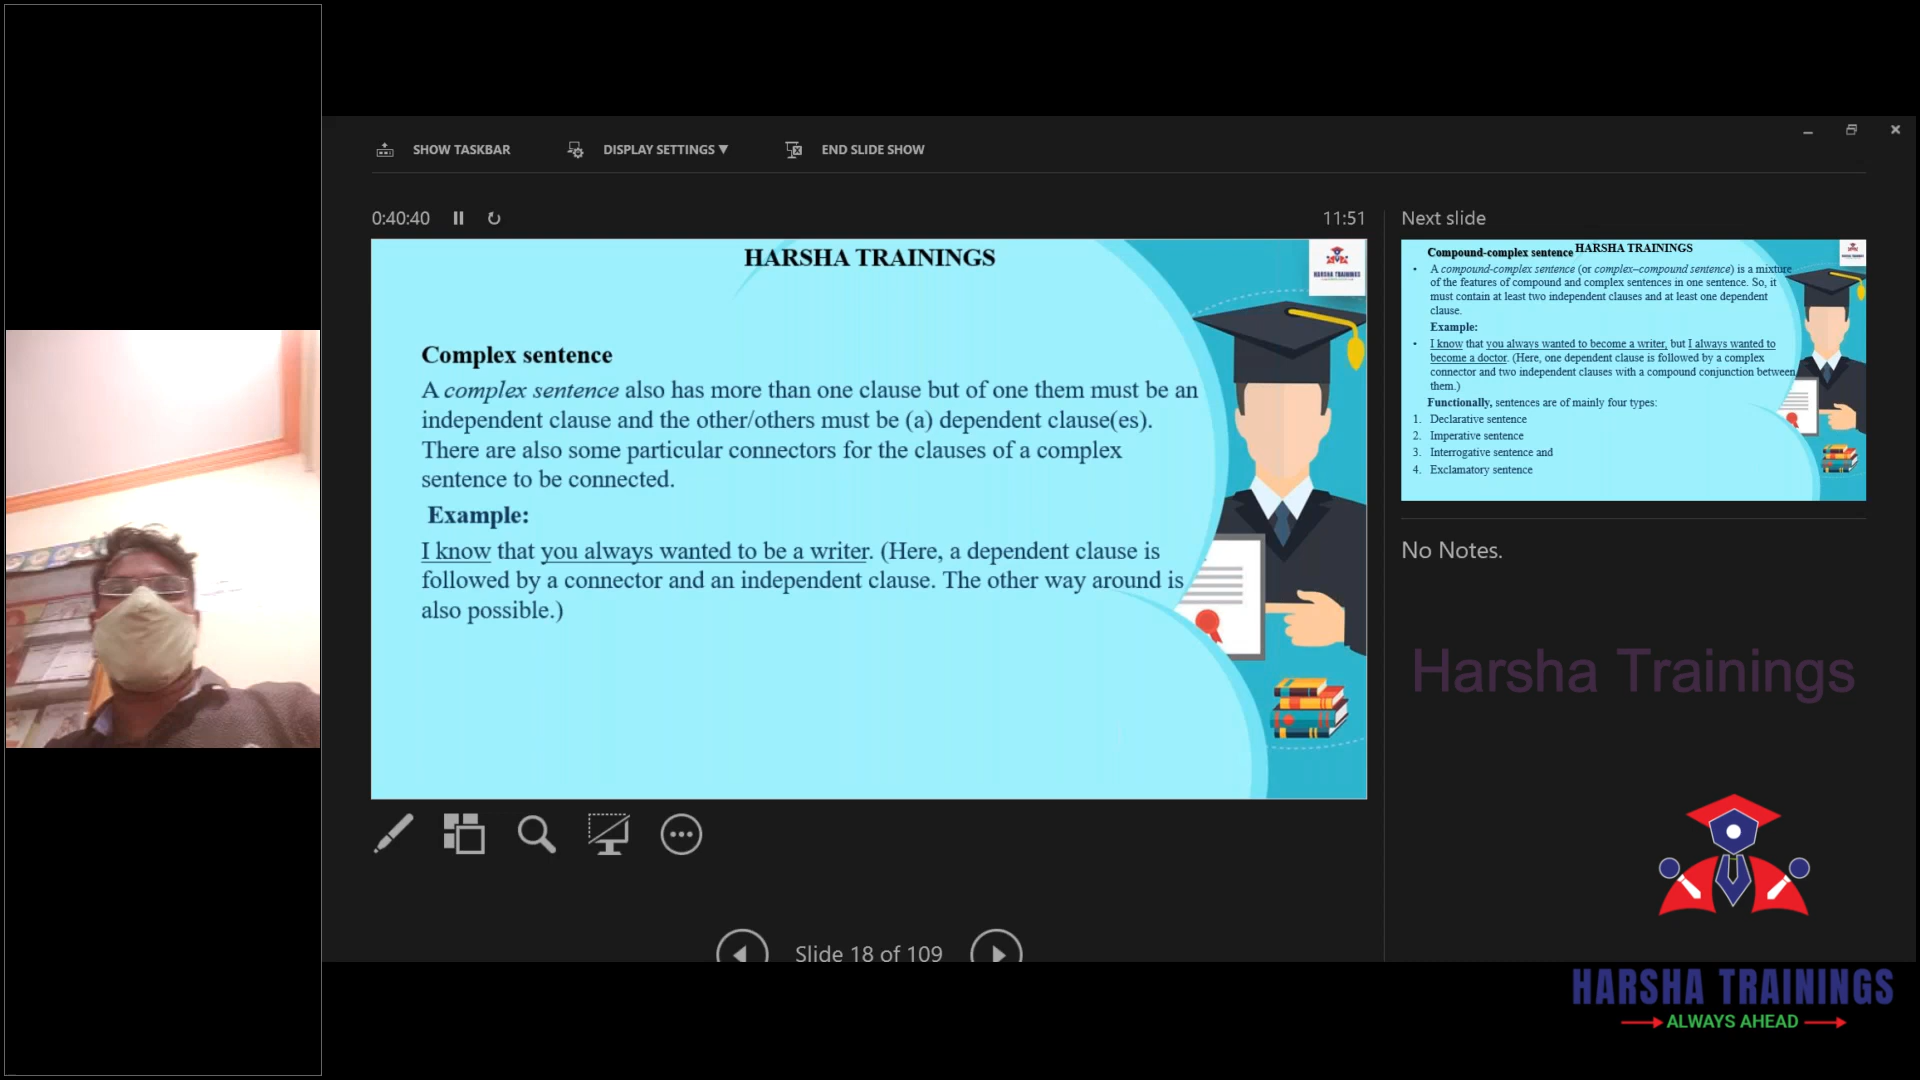 SHOW TASKBAR
DISPLAY SETTINGS ▼
END SLIDE SHOW
0:40:40
11:51
HARSHA TRAININGS
HARSHA TRAININGS
Complex sentence
A complex sentence also has more than one clause but of one them must be an
independent clause and the other/others must be (a) dependent clause(es).
There are also some particular connectors for the clauses of a complex
sentence to be connected.
Example:
I know that you always wanted to be a writer. (Here, a dependent clause is
followed by a connector and an independent clause. The other way around is
also possible.)
Slide 18 of 109
Next slide
HARSHA TRAININGS
Compound-complex sentence
• A compound-complex sentence (or complex–compound sentence) is a mixture
of the features of compound and complex sentences in one sentence. So, it
must contain at least two independent clauses and at least one dependent
clause.
Example:
• I know that you always wanted to become a writer, but I always wanted to
become a doctor. (Here, one dependent clause is followed by a complex
connector and two independent clauses with a compound conjunction between
them.)
Functionally, sentences are of mainly four types:
1. Declarative sentence
2. Imperative sentence
3. Interrogative sentence and
4. Exclamatory sentence
No Notes.
Harsha Trainings
HARSHA TRAININGS
ALWAYS AHEAD